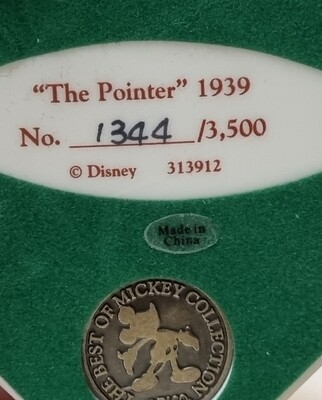 "The Pointer" 1939
No. 1344 /3,500
© Disney 313912
Made in
China
THE BEST OF MICKEY COLLECTION